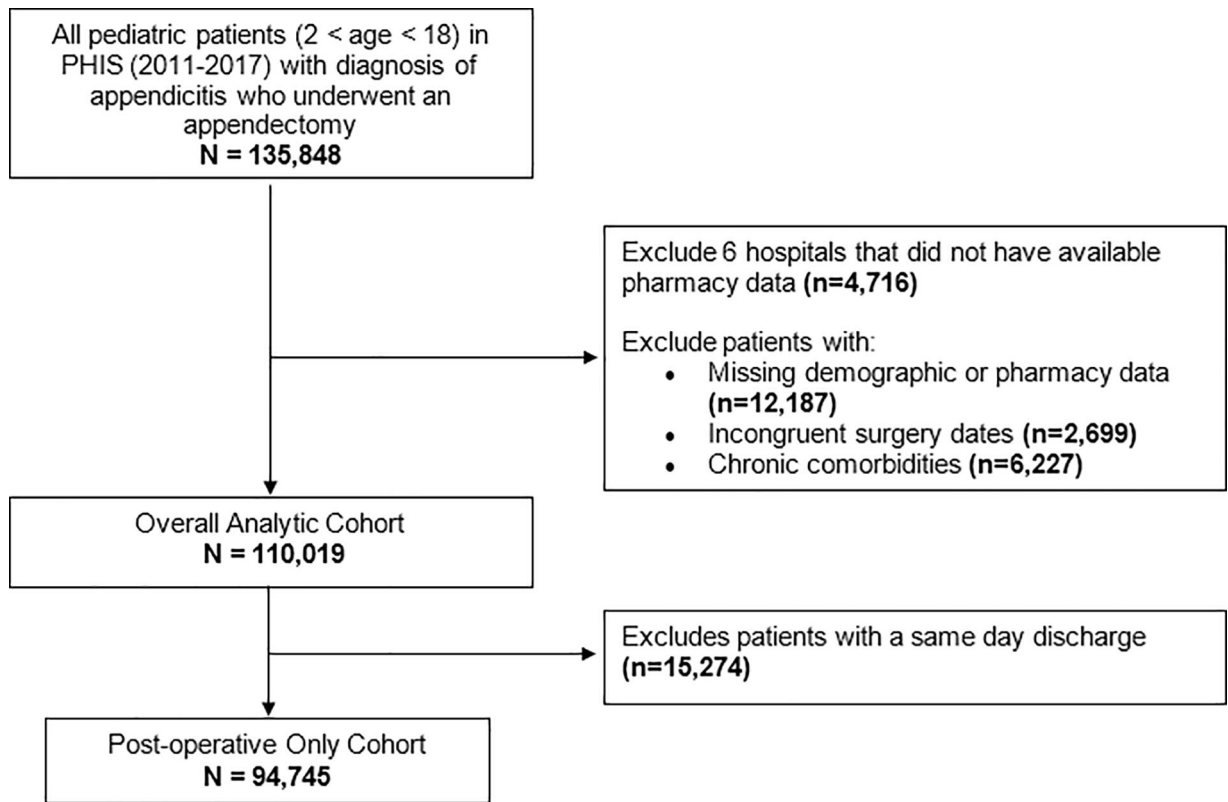 All pediatric patients (2 < age < 18) in
PHIS (2011-2017) with diagnosis of
appendicitis who underwent an
appendectomy
N = 135,848
Exclude 6 hospitals that did not have available
pharmacy data (n=4,716)
Exclude patients with:
• Missing demographic or pharmacy data
(n=12,187)
• Incongruent surgery dates (n=2,699)
• Chronic comorbidities (n=6,227)
Overall Analytic Cohort
N = 110,019
Excludes patients with a same day discharge
(n=15,274)
Post-operative Only Cohort
N = 94,745